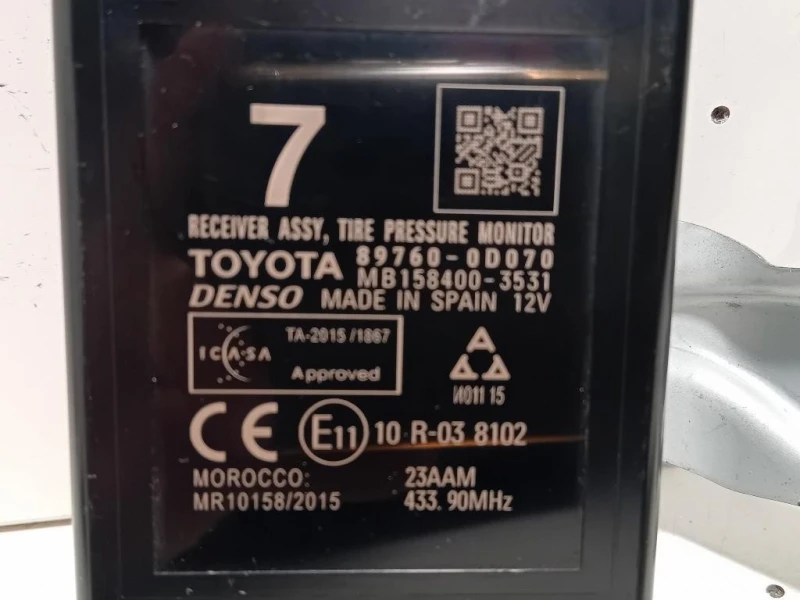 7
RECEIVER ASSY, TIRE PRESSURE MONITOR
TOYOTA 89760-0D070
MB158400-3531
DENSO MADE IN SPAIN 12V
ICASA TA-2015/1867
Approved
И011 15
CE E11 10 R-03 8102
MOROCCO: 23AAM
MR10158/2015 433.90MHz